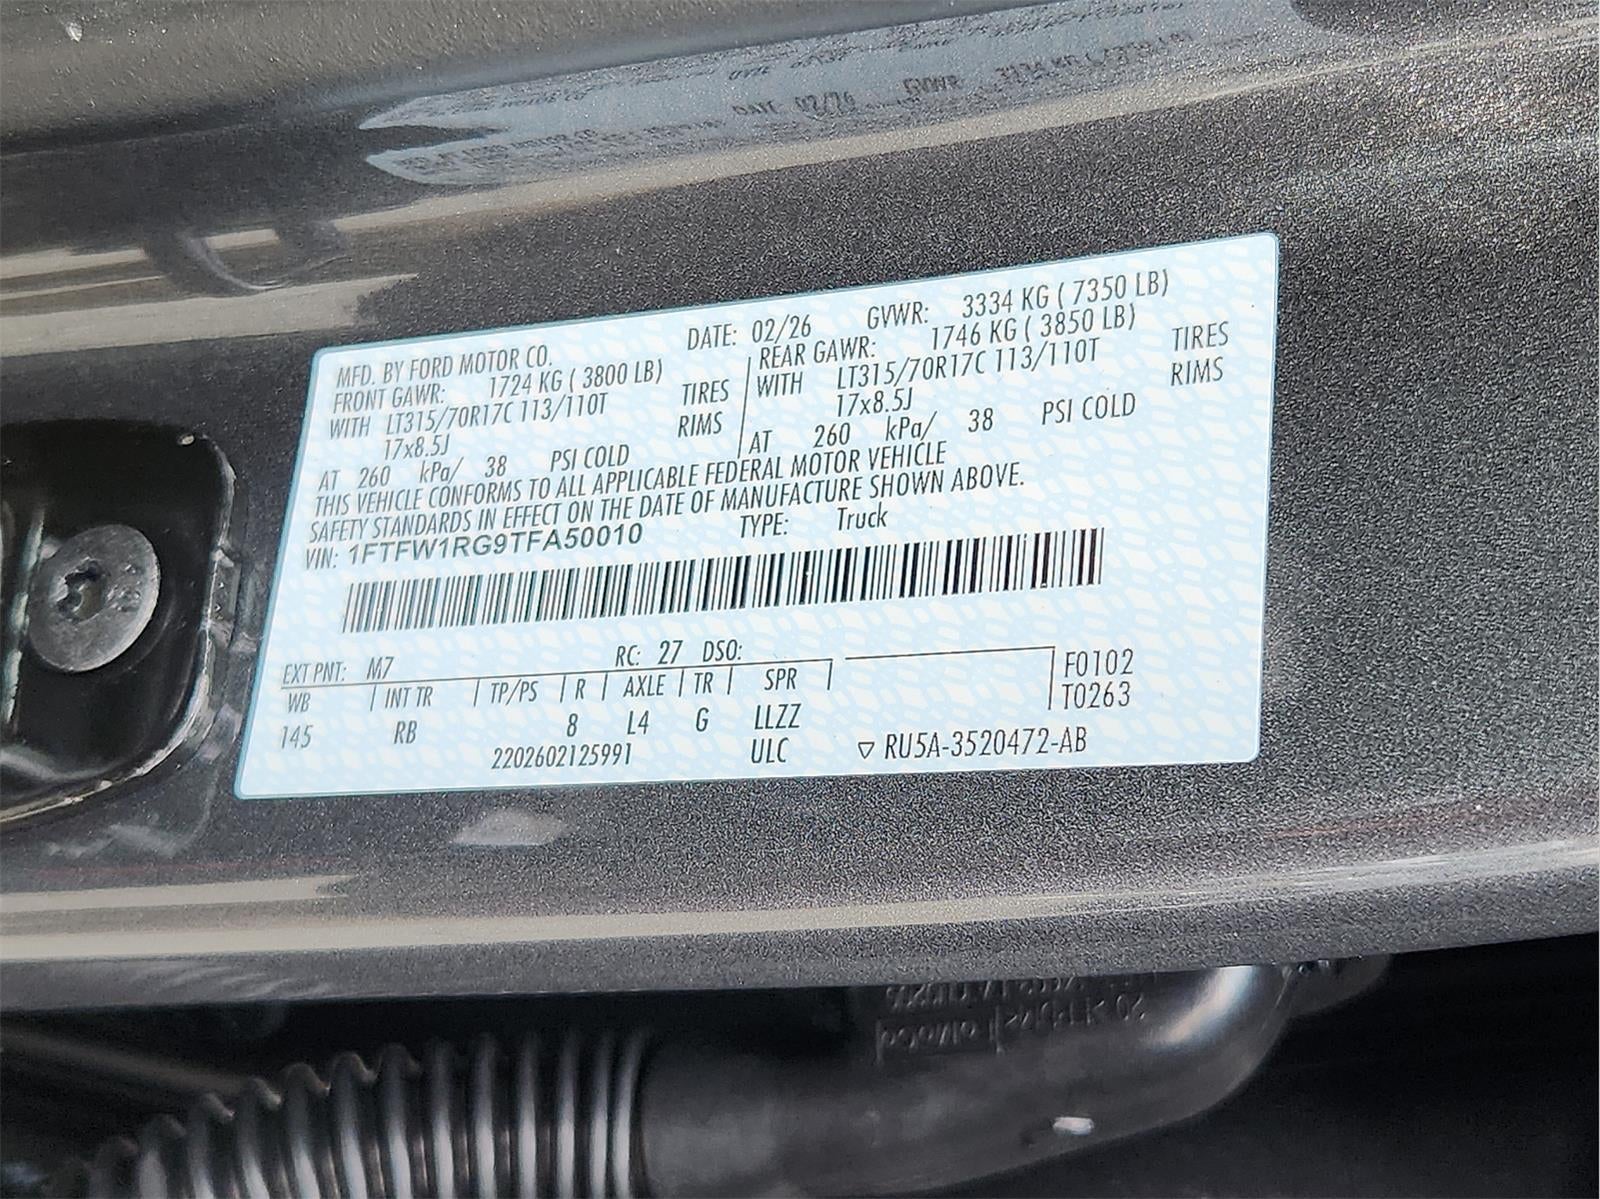 MFD. BY FORD MOTOR CO.
DATE: 02/26 GVWR: 3334 KG ( 7350 LB)
FRONT GAWR: 1724 KG ( 3800 LB)
REAR GAWR: 1746 KG ( 3850 LB)
WITH LT315/70R17C 113/110T TIRES
WITH LT315/70R17C 113/110T TIRES
17x8.5J RIMS
17x8.5J RIMS
AT 260 kPa/ 38 PSI COLD
AT 260 kPa/ 38 PSI COLD
THIS VEHICLE CONFORMS TO ALL APPLICABLE FEDERAL MOTOR VEHICLE
SAFETY STANDARDS IN EFFECT ON THE DATE OF MANUFACTURE SHOWN ABOVE.
VIN: 1FTFW1RG9TFA50010 TYPE: Truck
EXT PNT: M7 RC: 27 DSO:
WB INT TR TP/PS R AXLE TR SPR F0102
145 RB 8 L4 G LLZZ T0263
2202602125991 ULC ▽ RU5A-3520472-AB